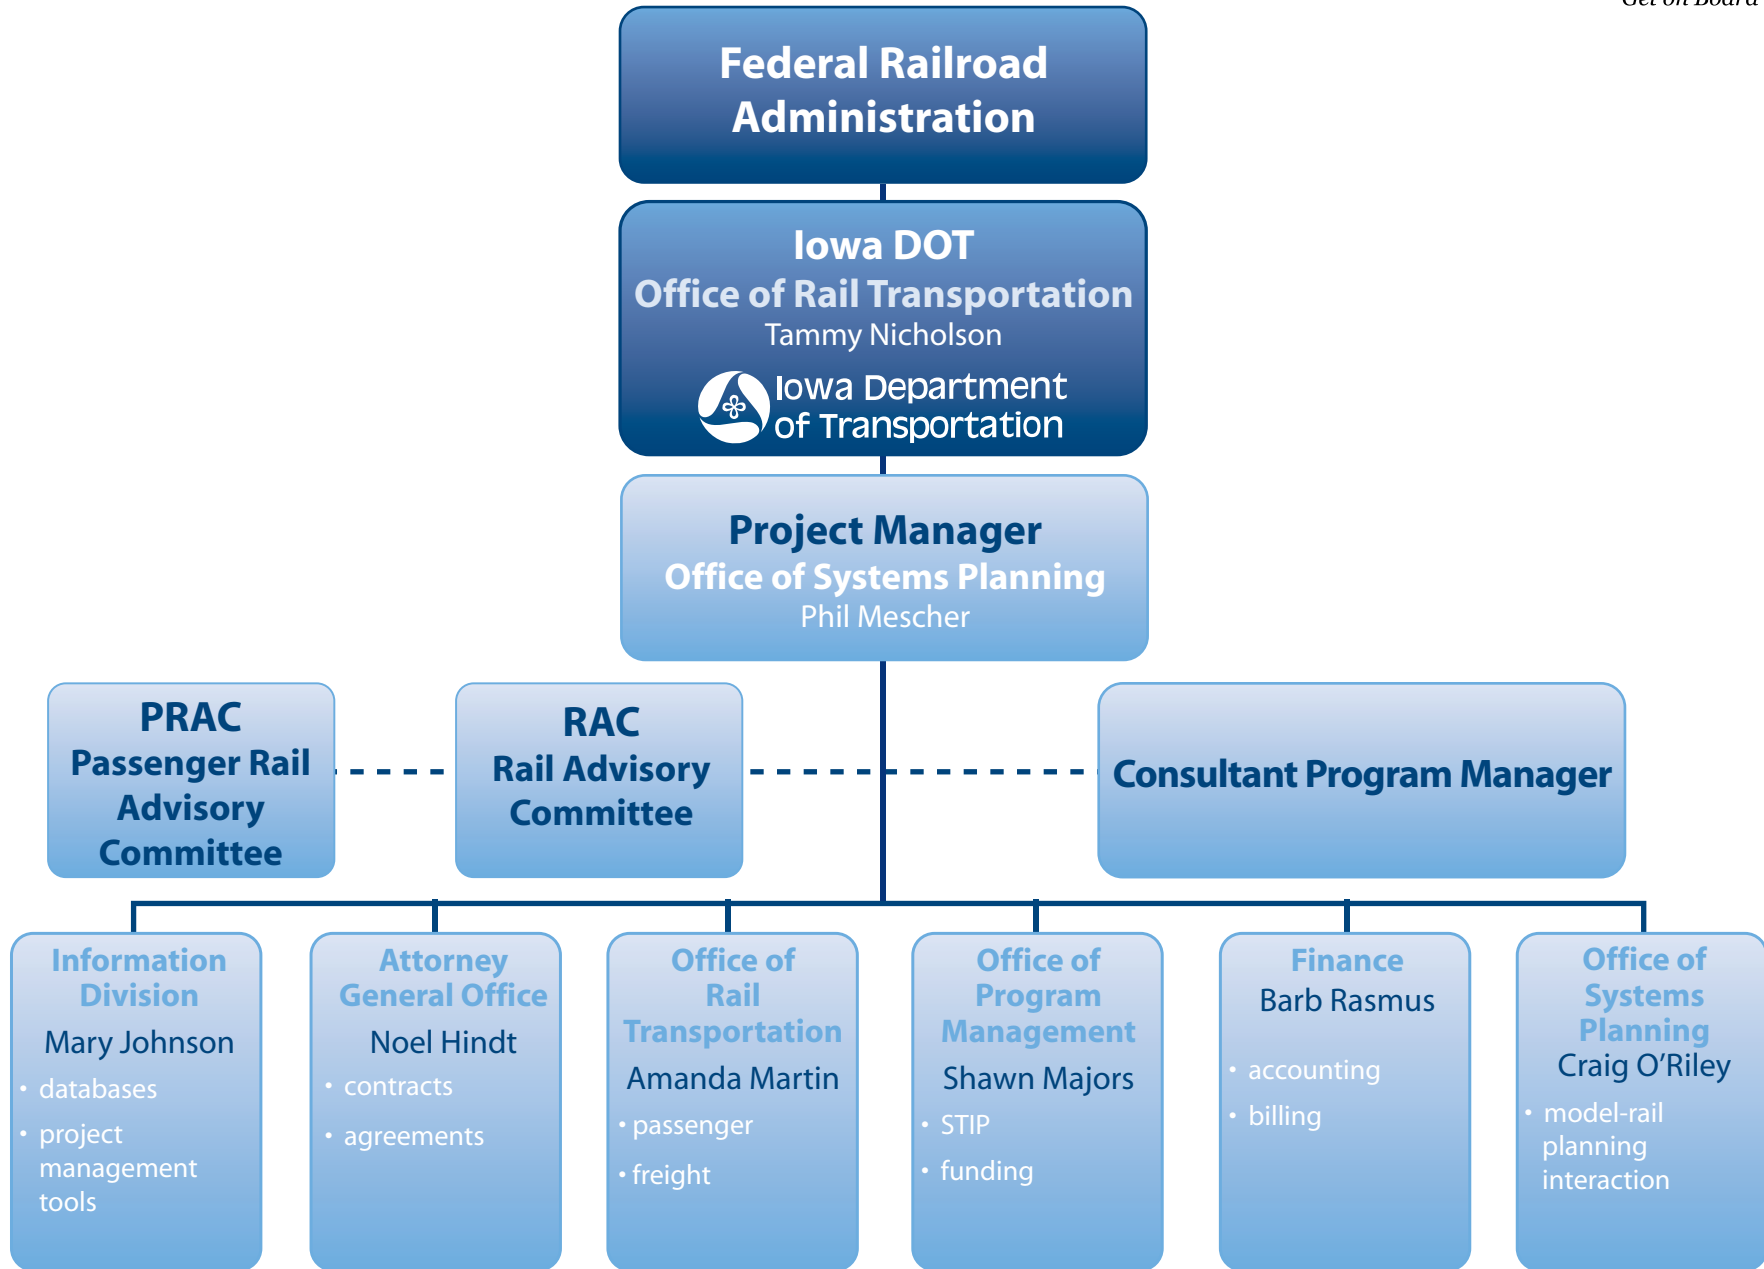 Get on Board
Federal Railroad
Administration
Iowa DOT
Office of Rail Transportation
Tammy Nicholson
Iowa Department
of Transportation
Project Manager
Office of Systems Planning
Phil Mescher
PRAC
Passenger Rail
Advisory
Committee
RAC
Rail Advisory
Committee
Consultant Program Manager
Information
Division
Mary Johnson
• databases
• project
management
tools
Attorney
General Office
Noel Hindt
• contracts
• agreements
Office of
Rail
Transportation
Amanda Martin
• passenger
• freight
Office of
Program
Management
Shawn Majors
• STIP
• funding
Finance
Barb Rasmus
• accounting
• billing
Office of
Systems
Planning
Craig O’Riley
• model-rail
planning
interaction